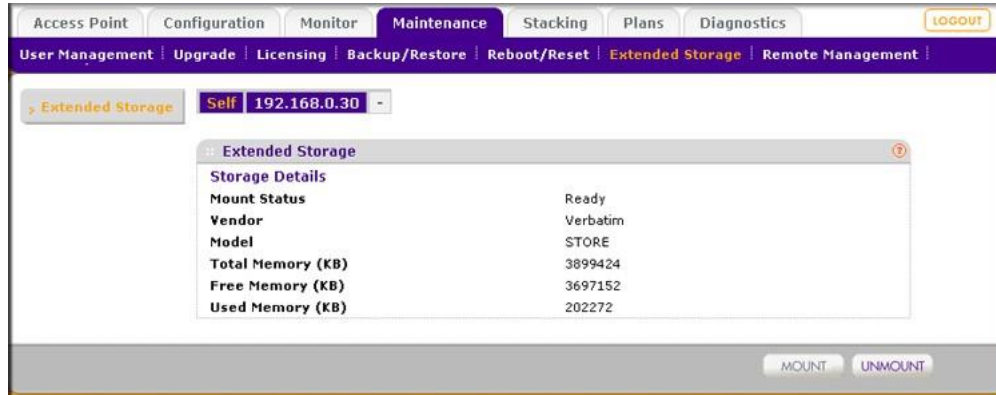 Access Point Configuration Monitor Maintenance Stacking Plans Diagnostics LOGOUT
User Management Upgrade Licensing Backup/Restore Reboot/Reset Extended Storage Remote Management
> Extended Storage
Self 192.168.0.30 -
:: Extended Storage ?
Storage Details
Mount Status Ready
Vendor Verbatim
Model STORE
Total Memory (KB) 3899424
Free Memory (KB) 3697152
Used Memory (KB) 202272
MOUNT UNMOUNT